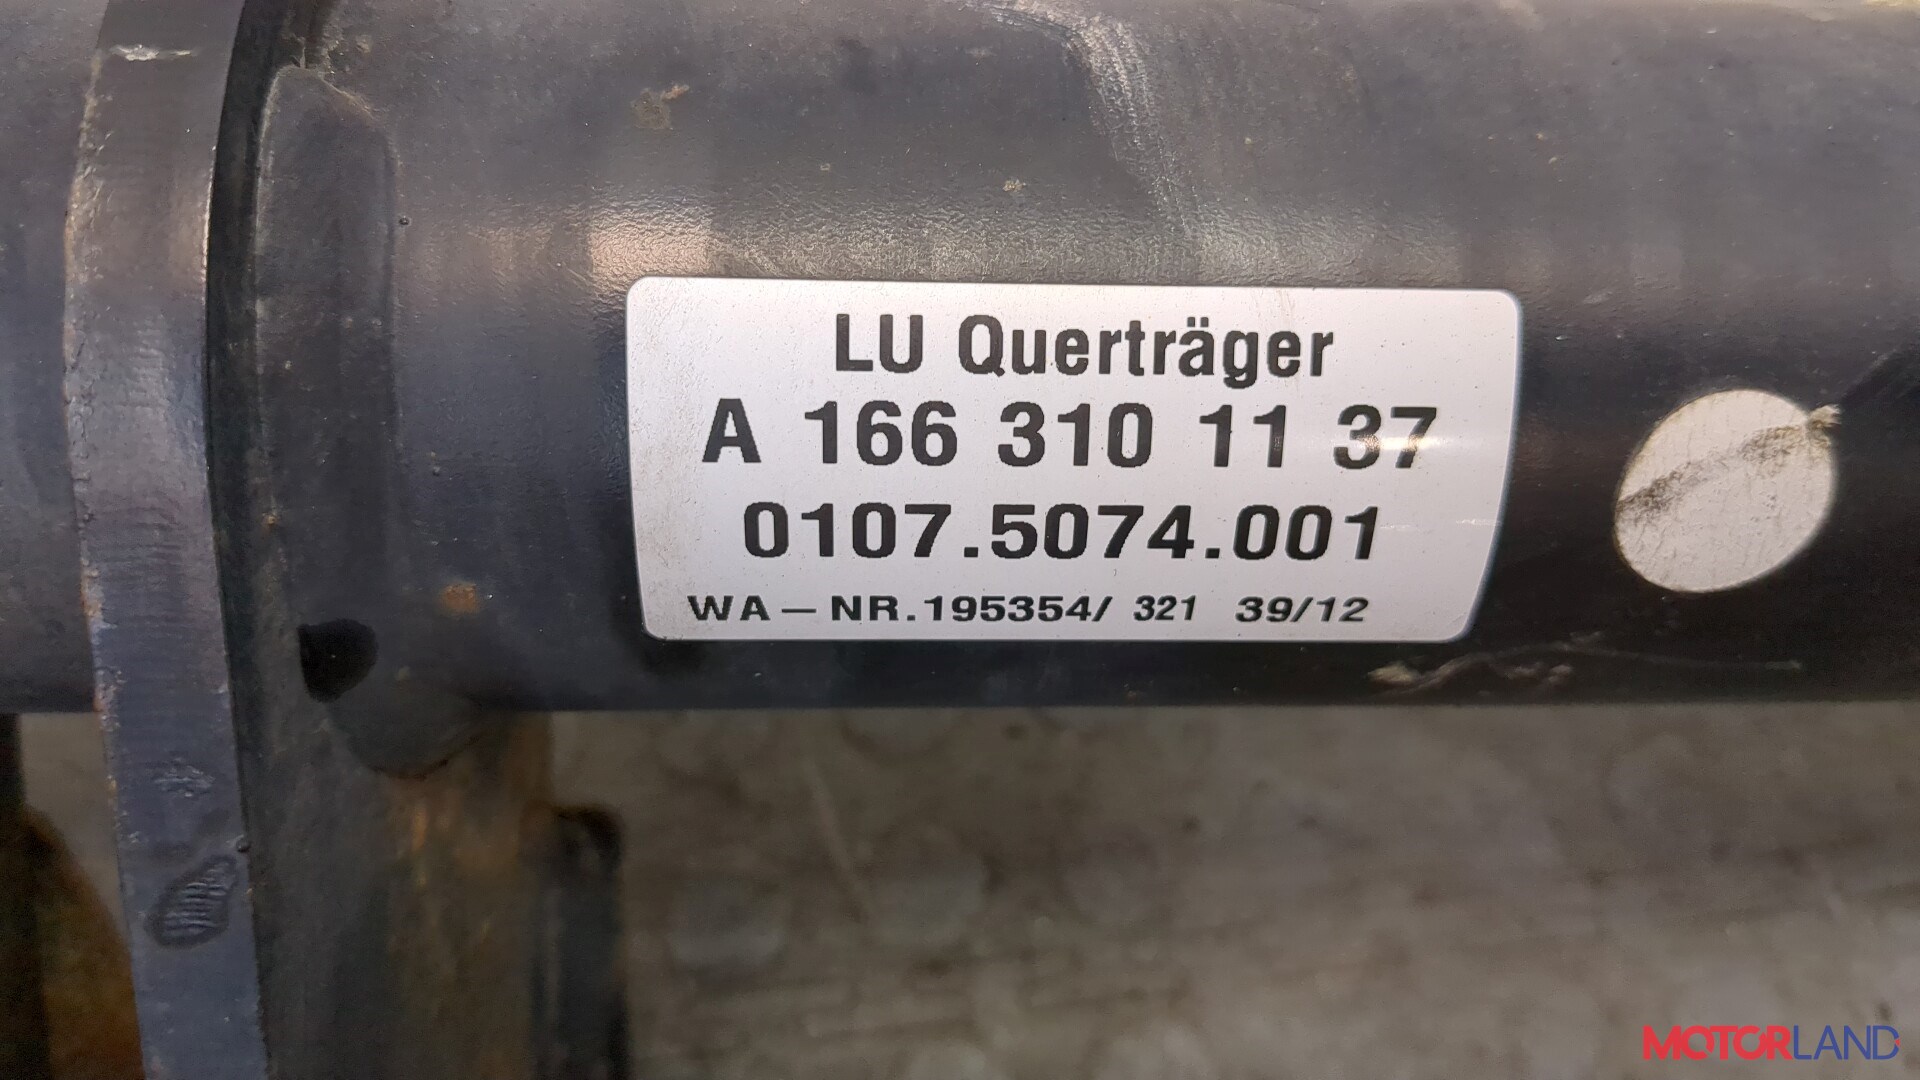 LU Querträger
A 166 310 11 37
0107.5074.001
WA – NR.195354/ 321 39/12
MOTORLAND